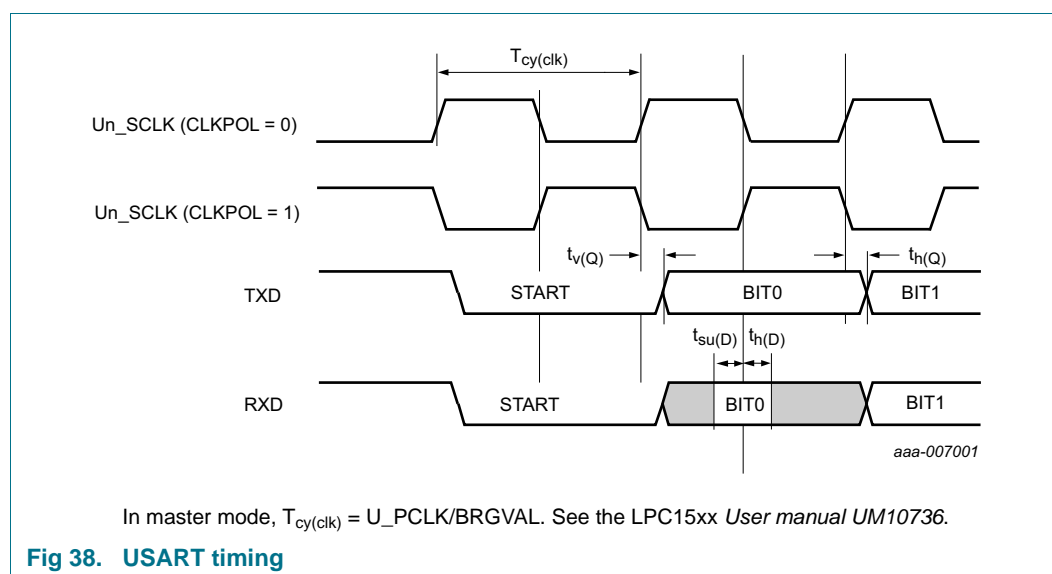 Tcy(clk)
Un_SCLK (CLKPOL = 0)
Un_SCLK (CLKPOL = 1)
tv(Q)
th(Q)
TXD
START
BIT0
BIT1
tsu(D)
th(D)
RXD
START
BIT0
BIT1
aaa-007001
In master mode, Tcy(clk) = U_PCLK/BRGVAL. See the LPC15xx User manual UM10736.
Fig 38. USART timing